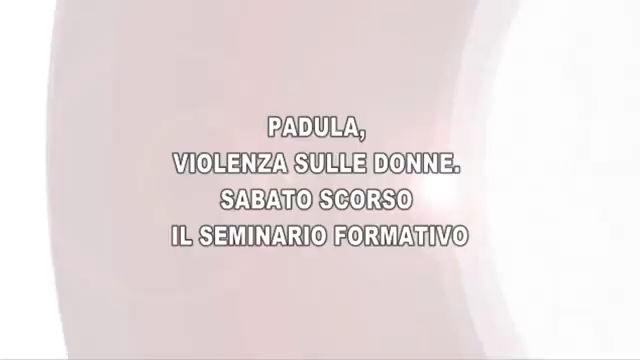 PADULA,
VIOLENZA SULLE DONNE.
SABATO SCORSO
IL SEMINARIO FORMATIVO